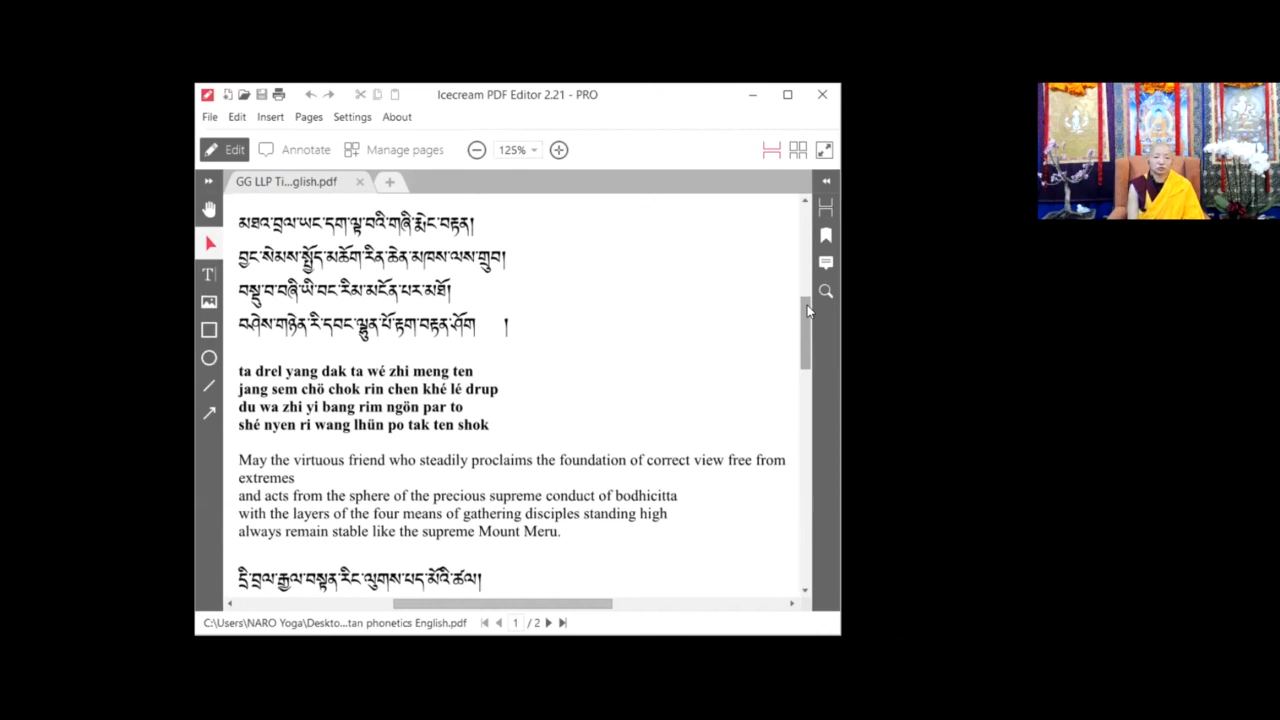 Icecream PDF Editor 2.21 - PRO
File Edit Insert Pages Settings About
Edit Annotate Manage pages 125%
GG LLP Ti...glish.pdf
མཐའ་བྲལ་ཡང་དག་ལྟ་བའི་གཞི་རྨེང་བརྟན།
བྱང་སེམས་སྤྱོད་མཆོག་རིན་ཆེན་མཁས་ལས་གྲུབ།
བསྡུ་བ་བཞི་ཡི་བང་རིམ་མངོན་པར་མཐོ།
བཤེས་གཉེན་རི་དབང་ལྷུན་པོ་རྟག་བརྟན་ཤོག །
ta drel yang dak ta wé zhi meng ten
jang sem chö chok rin chen khé lé drup
du wa zhi yi bang rim ngön par to
shé nyen ri wang lhün po tak ten shok
May the virtuous friend who steadily proclaims the foundation of correct view free from
extremes
and acts from the sphere of the precious supreme conduct of bodhicitta
with the layers of the four means of gathering disciples standing high
always remain stable like the supreme Mount Meru.
དྲི་བྲལ་རྒྱལ་བསྟན་རིང་ལུགས་པད་མོའི་ཚལ།
C:\Users\NARO Yoga\Deskto...tan phonetics English.pdf 1 / 2